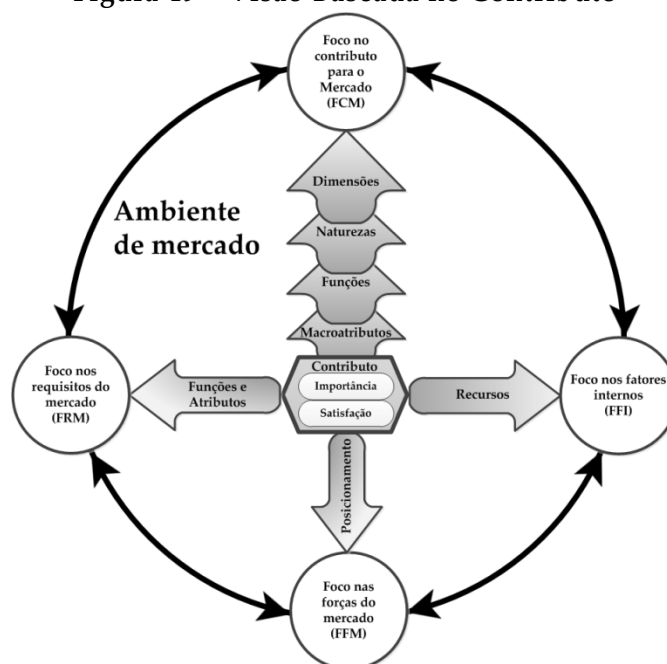 Figura – Visão Baseada no Contributo
Foco no
contributo
para o
Mercado
(FCM)
Dimensões
Ambiente
de mercado
Naturezas
Funções
Macroatributos
Foco nos
requisitos do
mercado
(FRM)
Funções e
Atributos
Contributo
Importância
Satisfação
Recursos
Foco nos fatores
internos
(FFI)
Posicionamento
Foco nas
forças do
mercado
(FFM)